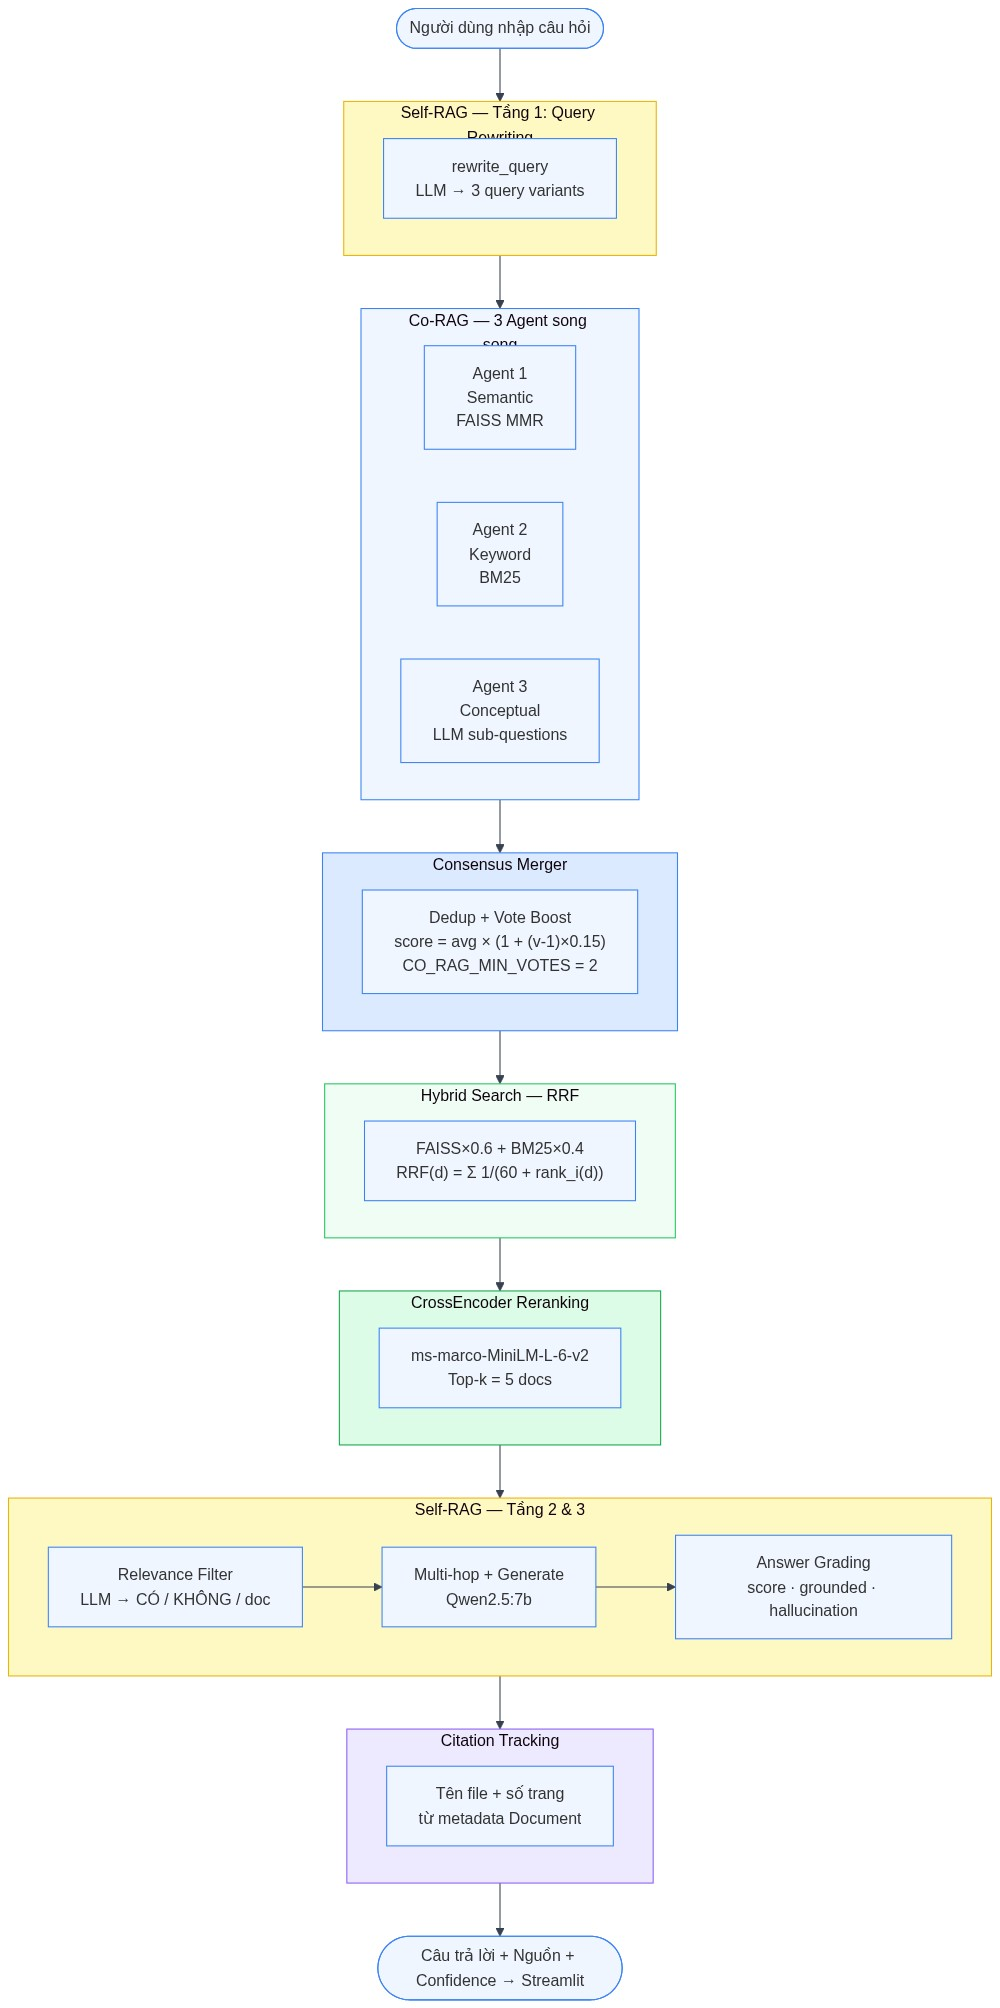 Người dùng nhập câu hỏi
Self-RAG — Tầng 1: Query
Rewriting
rewrite_query
LLM → 3 query variants
Co-RAG — 3 Agent song
song
Agent 1
Semantic
FAISS MMR
Agent 2
Keyword
BM25
Agent 3
Conceptual
LLM sub-questions
Consensus Merger
Dedup + Vote Boost
score = avg × (1 + (v-1)×0.15)
CO_RAG_MIN_VOTES = 2
Hybrid Search — RRF
FAISS×0.6 + BM25×0.4
RRF(d) = Σ 1/(60 + rank_i(d))
CrossEncoder Reranking
ms-marco-MiniLM-L-6-v2
Top-k = 5 docs
Self-RAG — Tầng 2 & 3
Relevance Filter
LLM → CÓ / KHÔNG / doc
Multi-hop + Generate
Qwen2.5:7b
Answer Grading
score · grounded ·
hallucination
Citation Tracking
Tên file + số trang
từ metadata Document
Câu trả lời + Nguồn +
Confidence → Streamlit